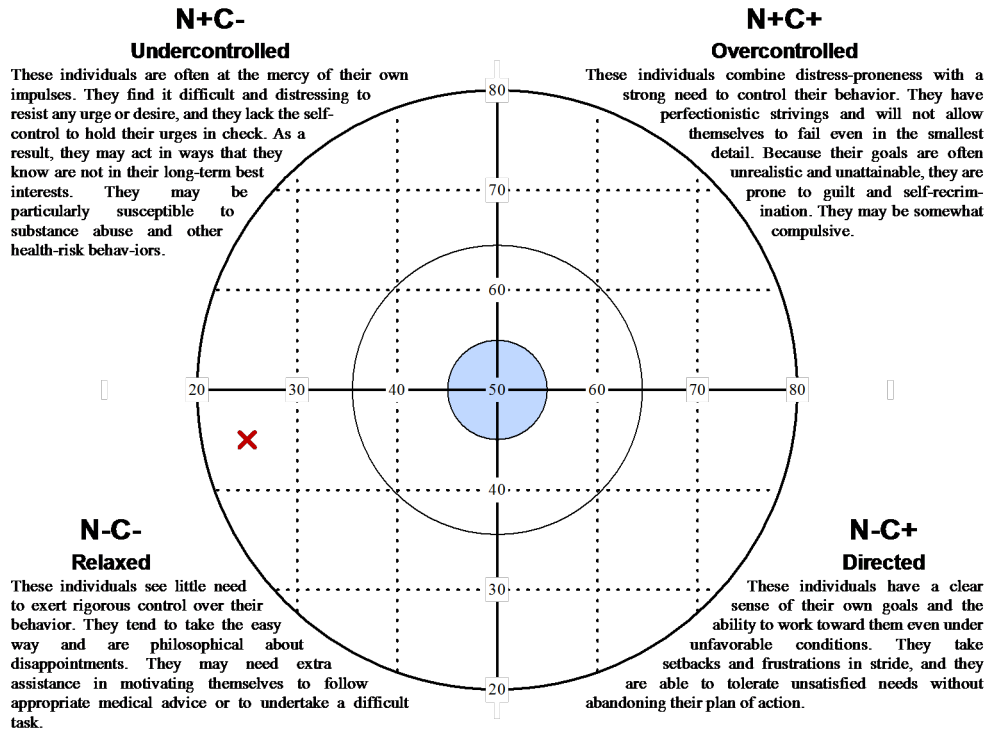 N+C-
Undercontrolled
These individuals are often at the mercy of their own
impulses. They find it difficult and distressing to
resist any urge or desire, and they lack the self-
control to hold their urges in check. As a
result, they may act in ways that they
know are not in their long-term best
interests. They may be
particularly susceptible to
substance abuse and other
health-risk behav-iors.
N+C+
Overcontrolled
These individuals combine distress-proneness with a
strong need to control their behavior. They have
perfectionistic strivings and will not allow
themselves to fail even in the smallest
detail. Because their goals are often
unrealistic and unattainable, they are
prone to guilt and self-recrim-
ination. They may be somewhat
compulsive.
80
70
60
20 30 40 50 60 70 80
40
30
20
N-C-
Relaxed
These individuals see little need
to exert rigorous control over their
behavior. They tend to take the easy
way and are philosophical about
disappointments. They may need extra
assistance in motivating themselves to follow
appropriate medical advice or to undertake a difficult
task.
N-C+
Directed
These individuals have a clear
sense of their own goals and the
ability to work toward them even under
unfavorable conditions. They take
setbacks and frustrations in stride, and they
are able to tolerate unsatisfied needs without
abandoning their plan of action.